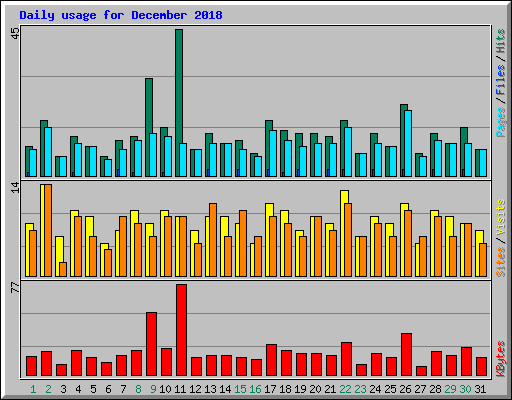 Daily usage for December 2018
45
Pages / Files / Hits
14
Sites / Visits
77
KBytes
1 2 3 4 5 6 7 8 9 10 11 12 13 14 15 16 17 18 19 20 21 22 23 24 25 26 27 28 29 30 31